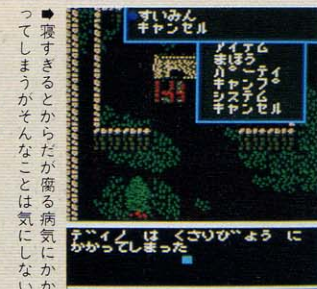 ➡寝すぎるとからだが腐る病気にかか
ってしまうがそんなことは気にしない
すいみん
キャンセル
アイテム
まほう
パーティ
キャンプ
システム
キャンセル
ディノ は くさりびょう に
かかってしまった